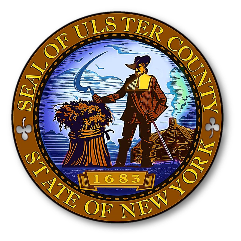 SEAL OF ULSTER COUNTY
1683
STATE OF NEW YORK